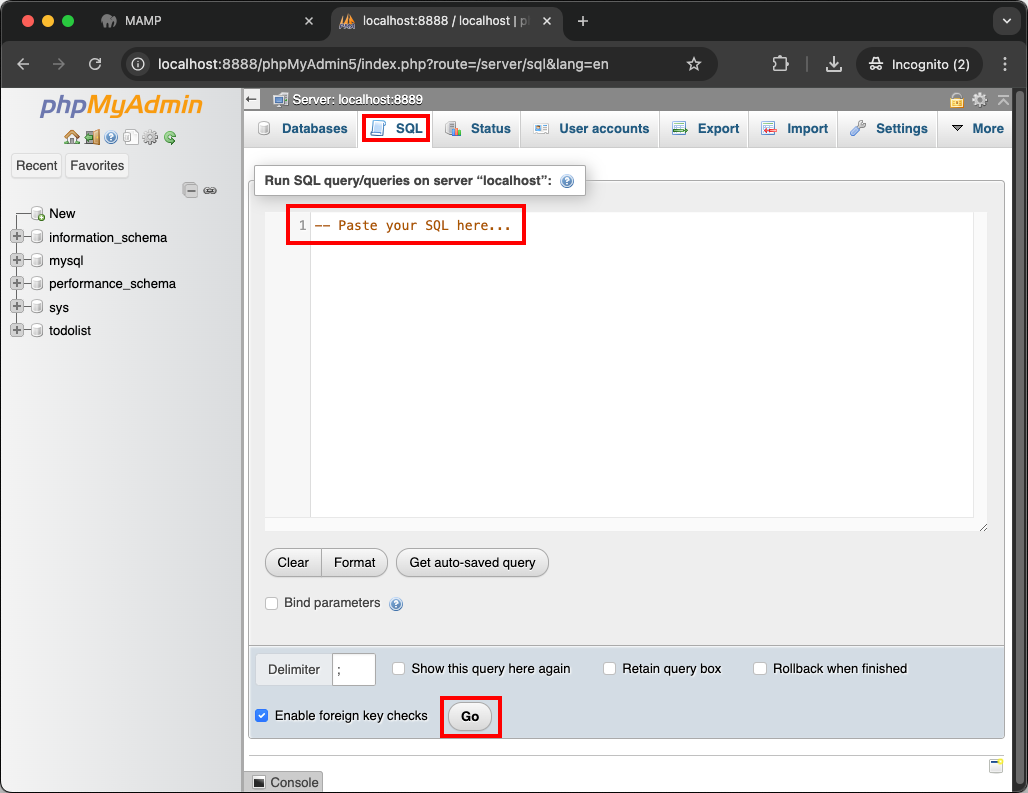 MAMP
localhost:8888 / localhost | p
localhost:8888/phpMyAdmin5/index.php?route=/server/sql&lang=en
Incognito (2)
phpMyAdmin
Recent
Favorites
New
information_schema
mysql
performance_schema
sys
todolist
Server: localhost:8889
Databases
SQL
Status
User accounts
Export
Import
Settings
More
Run SQL query/queries on server “localhost”:
1 -- Paste your SQL here...
Clear
Format
Get auto-saved query
Bind parameters
Delimiter ;
Show this query here again
Retain query box
Rollback when finished
Enable foreign key checks
Go
Console